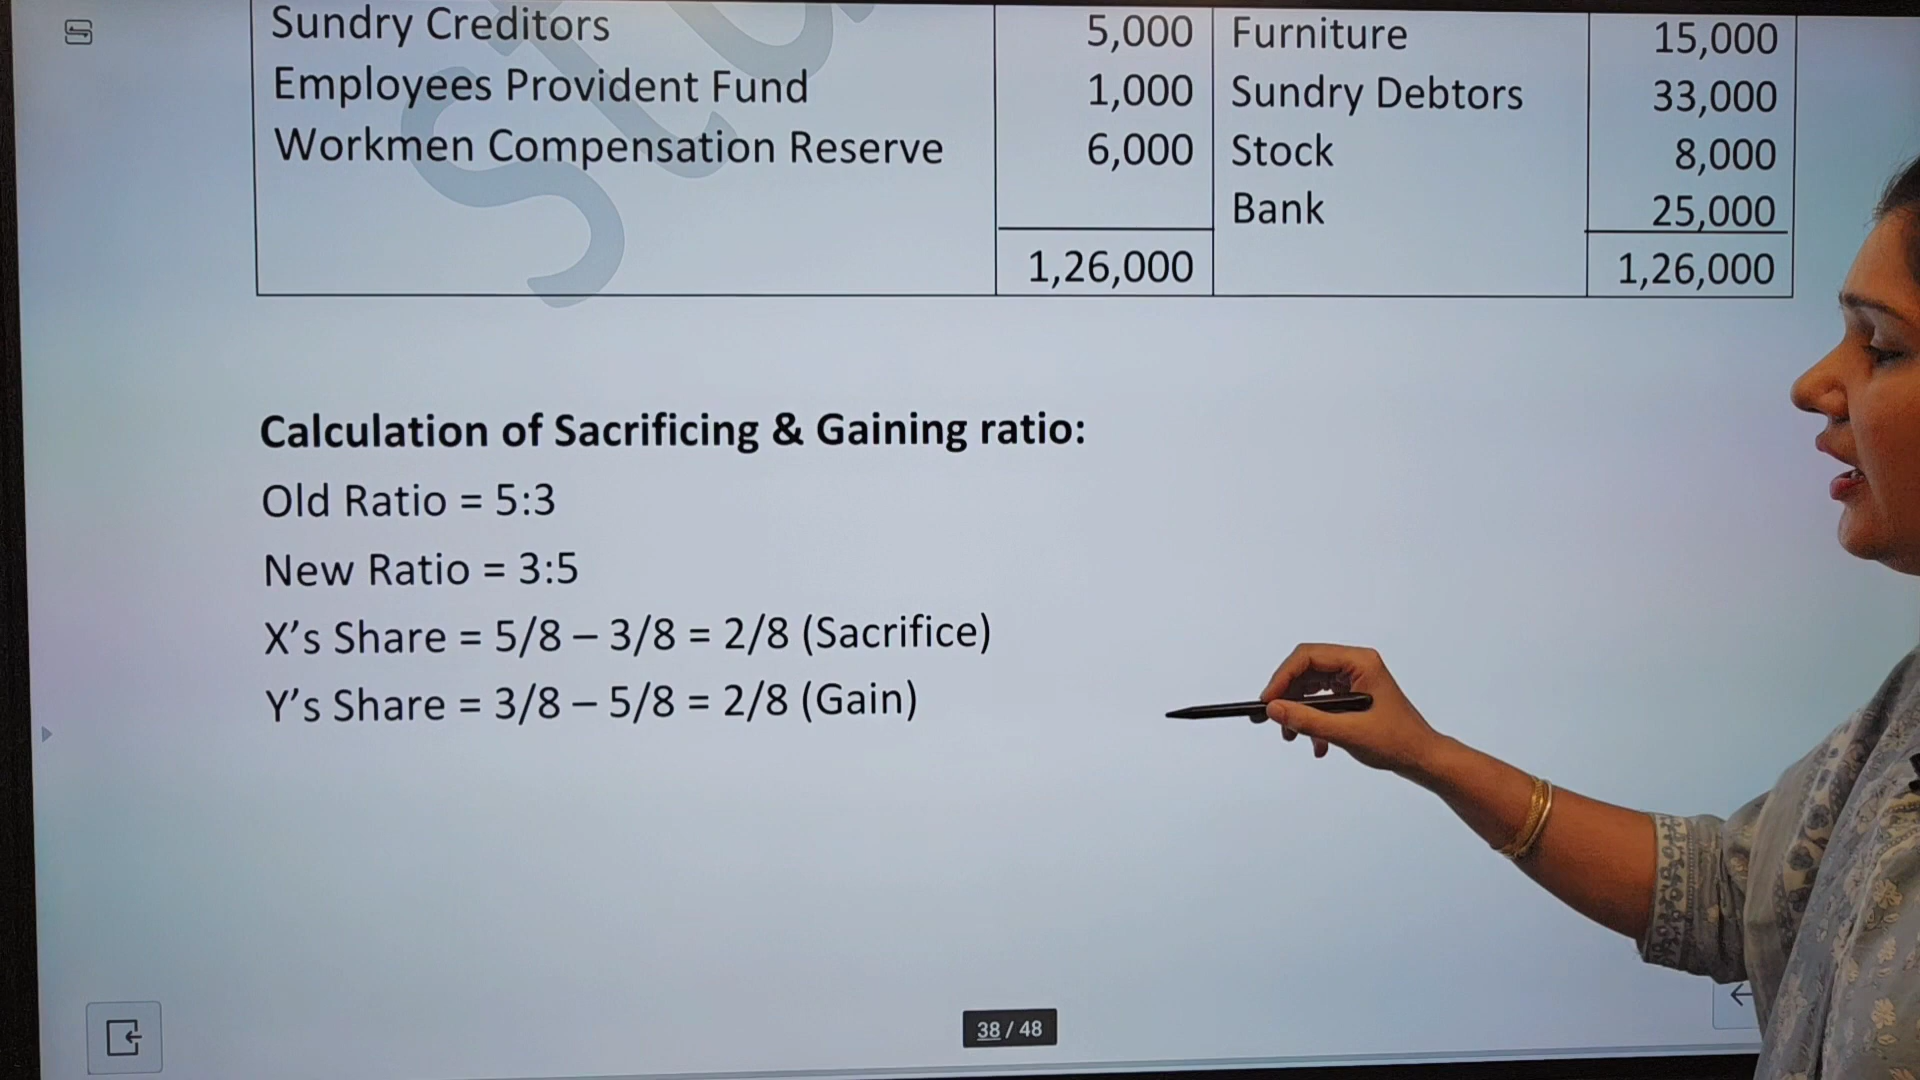 Sundry Creditors 5,000 Furniture 15,000
Employees Provident Fund 1,000 Sundry Debtors 33,000
Workmen Compensation Reserve 6,000 Stock 8,000
Bank 25,000
1,26,000 1,26,000
Calculation of Sacrificing & Gaining ratio:
Old Ratio = 5:3
New Ratio = 3:5
X’s Share = 5/8 – 3/8 = 2/8 (Sacrifice)
Y’s Share = 3/8 – 5/8 = 2/8 (Gain)
38 / 48